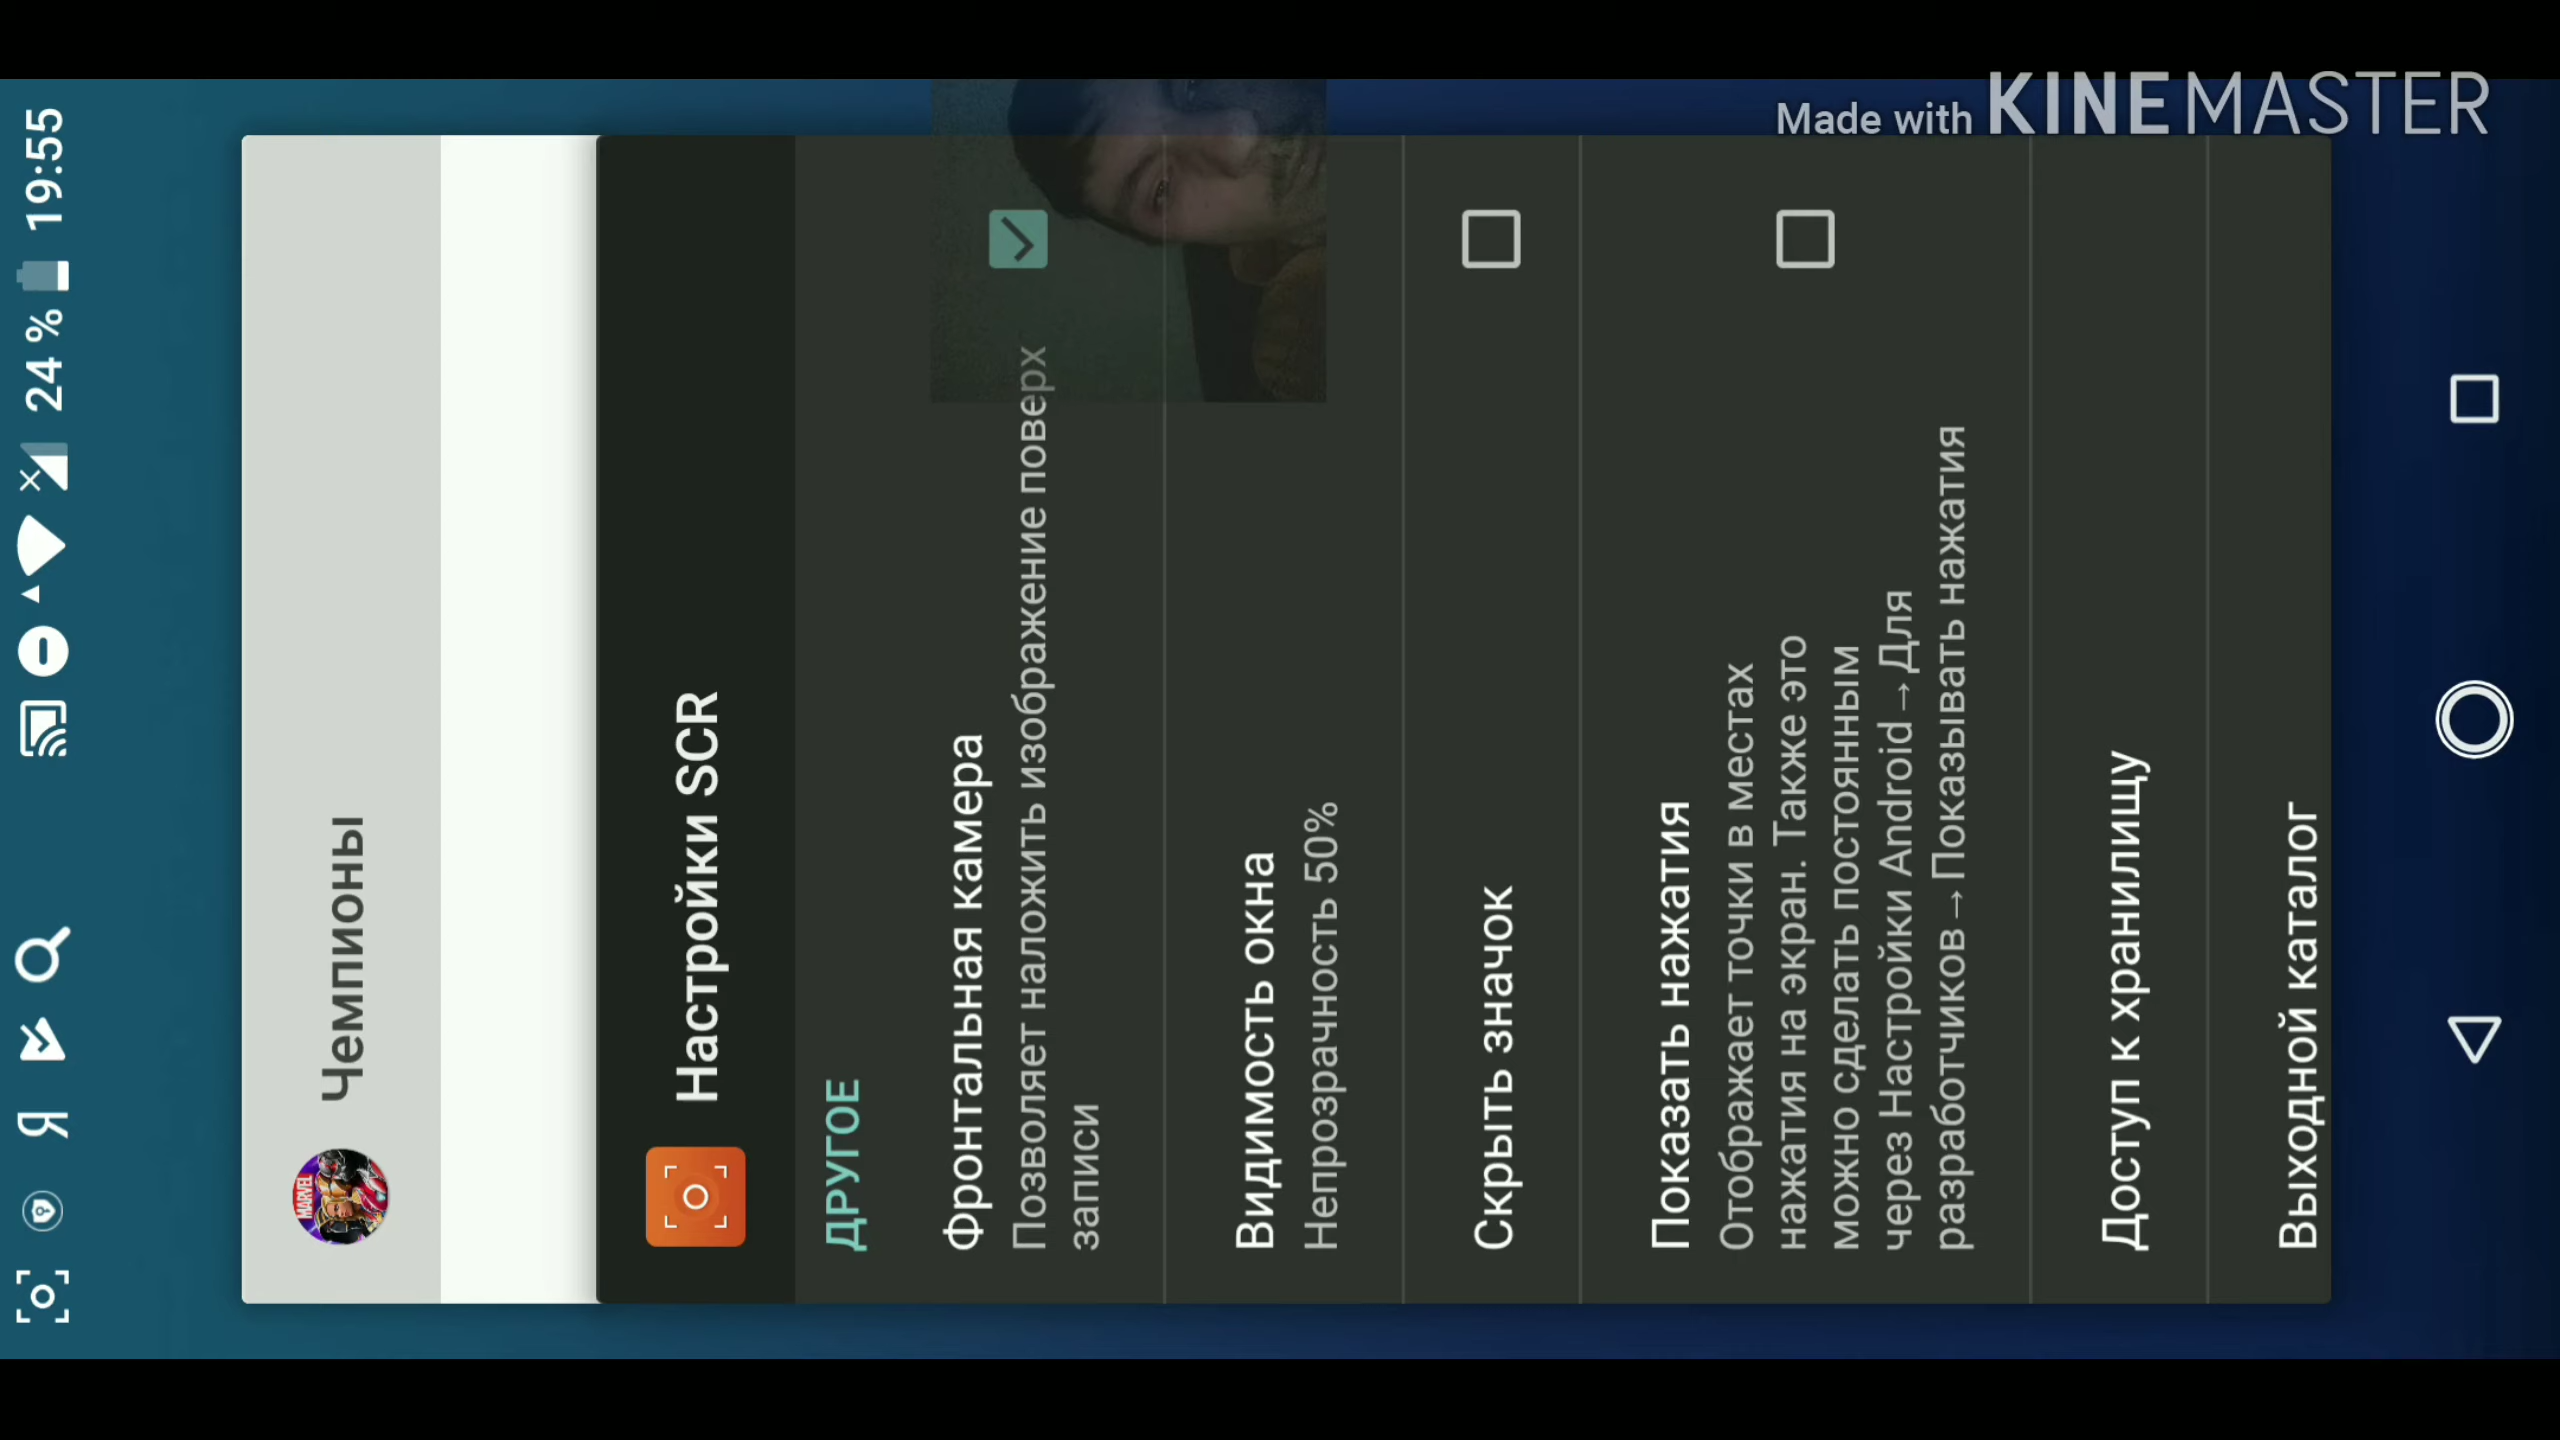 Made with KINEMASTER
Я 24 % 19:55
MARVEL
Чемпионы
Настройки SCR
ДРУГОЕ
Фронтальная камера
Позволяет наложить изображение поверх
записи
Видимость окна
Непрозрачность 50%
Скрыть значок
Показать нажатия
Отображает точки в местах
нажатия на экран. Также это
можно сделать постоянным
через Настройки Android→Для
разработчиков→Показывать нажатия
Доступ к хранилищу
Выходной каталог